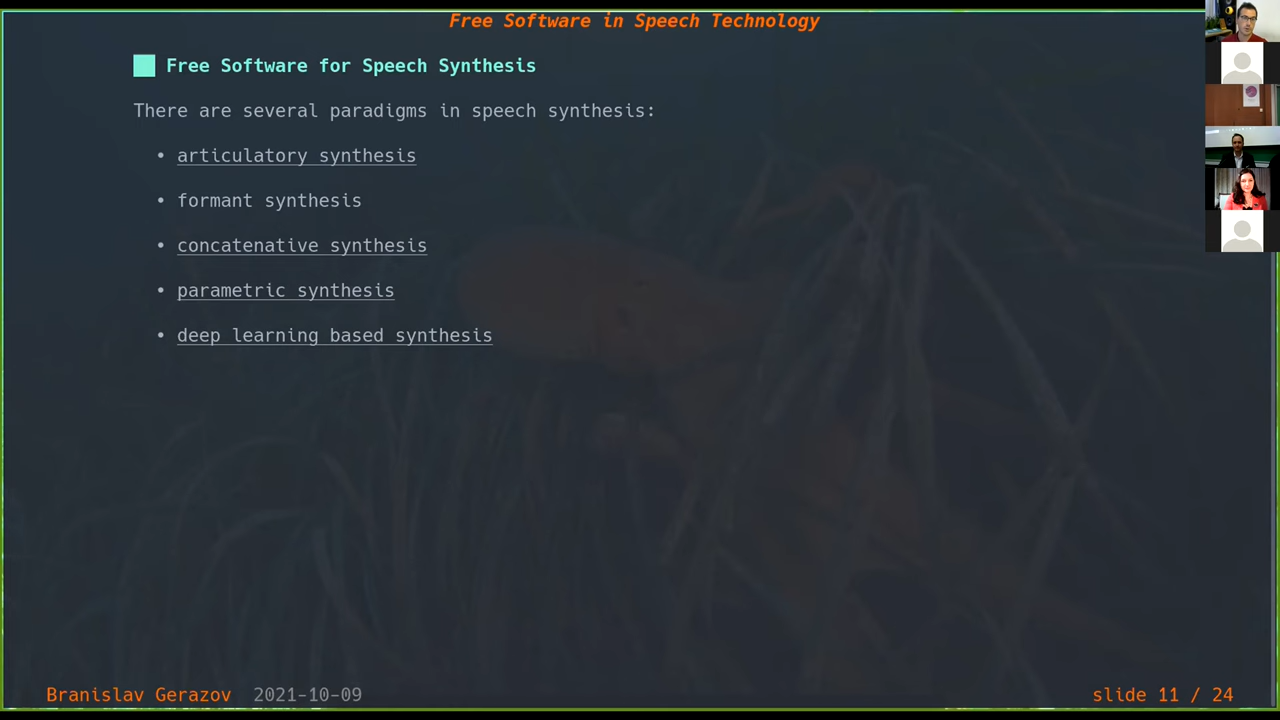 Free Software in Speech Technology
Free Software for Speech Synthesis
There are several paradigms in speech synthesis:
• articulatory synthesis
• formant synthesis
• concatenative synthesis
• parametric synthesis
• deep learning based synthesis
Branislav Gerazov 2021-10-09
slide 11 / 24